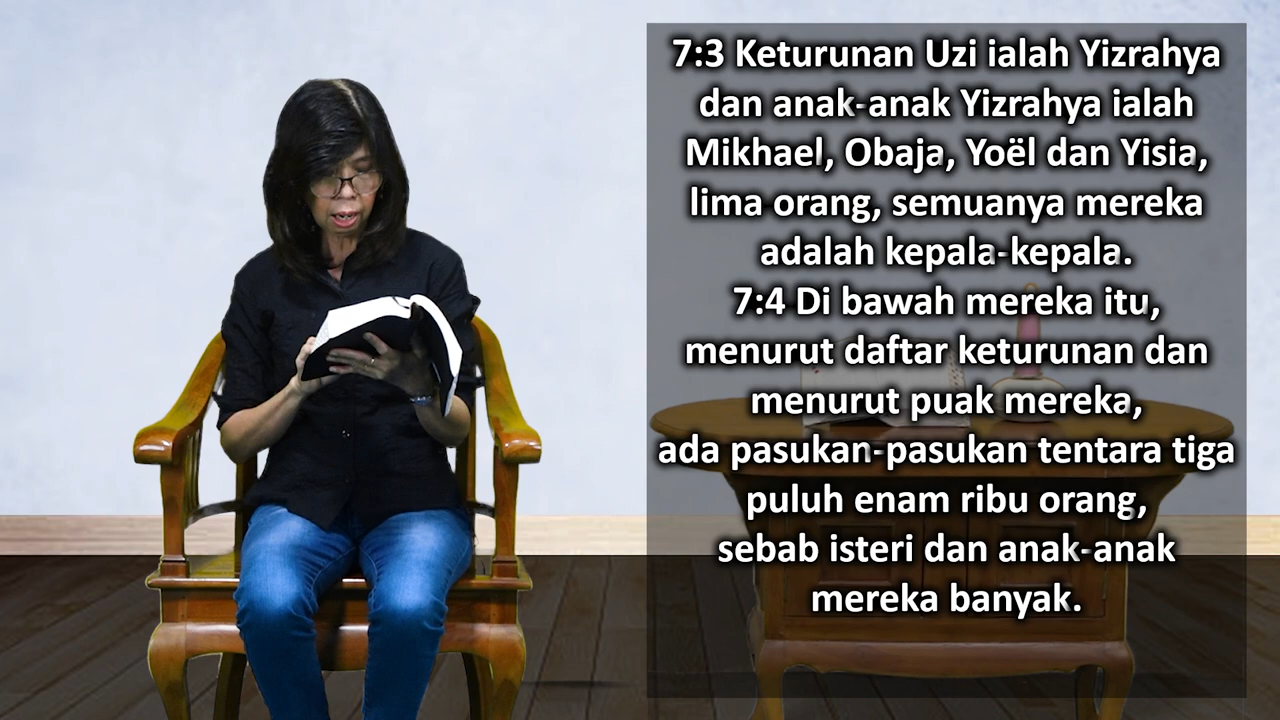 7:3 Keturunan Uzi ialah Yizrahya
dan anak-anak Yizrahya ialah
Mikhael, Obaja, Yoël dan Yisia,
lima orang, semuanya mereka
adalah kepala-kepala.
7:4 Di bawah mereka itu,
menurut daftar keturunan dan
menurut puak mereka,
ada pasukan-pasukan tentara tiga
puluh enam ribu orang,
sebab isteri dan anak-anak
mereka banyak.